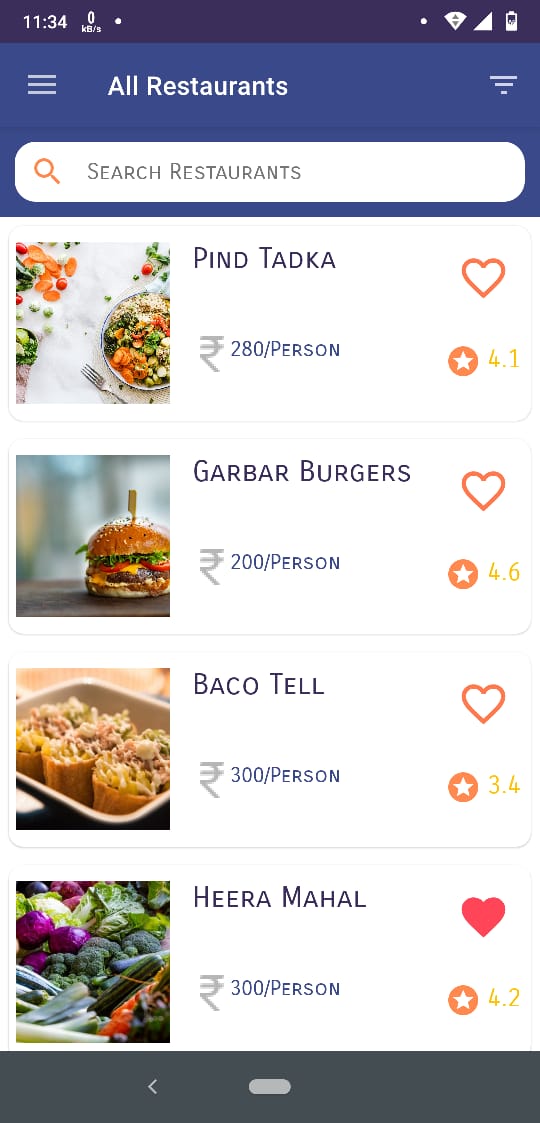 11:34 0 kB/s
All Restaurants
Search Restaurants
Pind Tadka
₹ 280/Person
4.1
Garbar Burgers
₹ 200/Person
4.6
Baco Tell
₹ 300/Person
3.4
Heera Mahal
₹ 300/Person
4.2